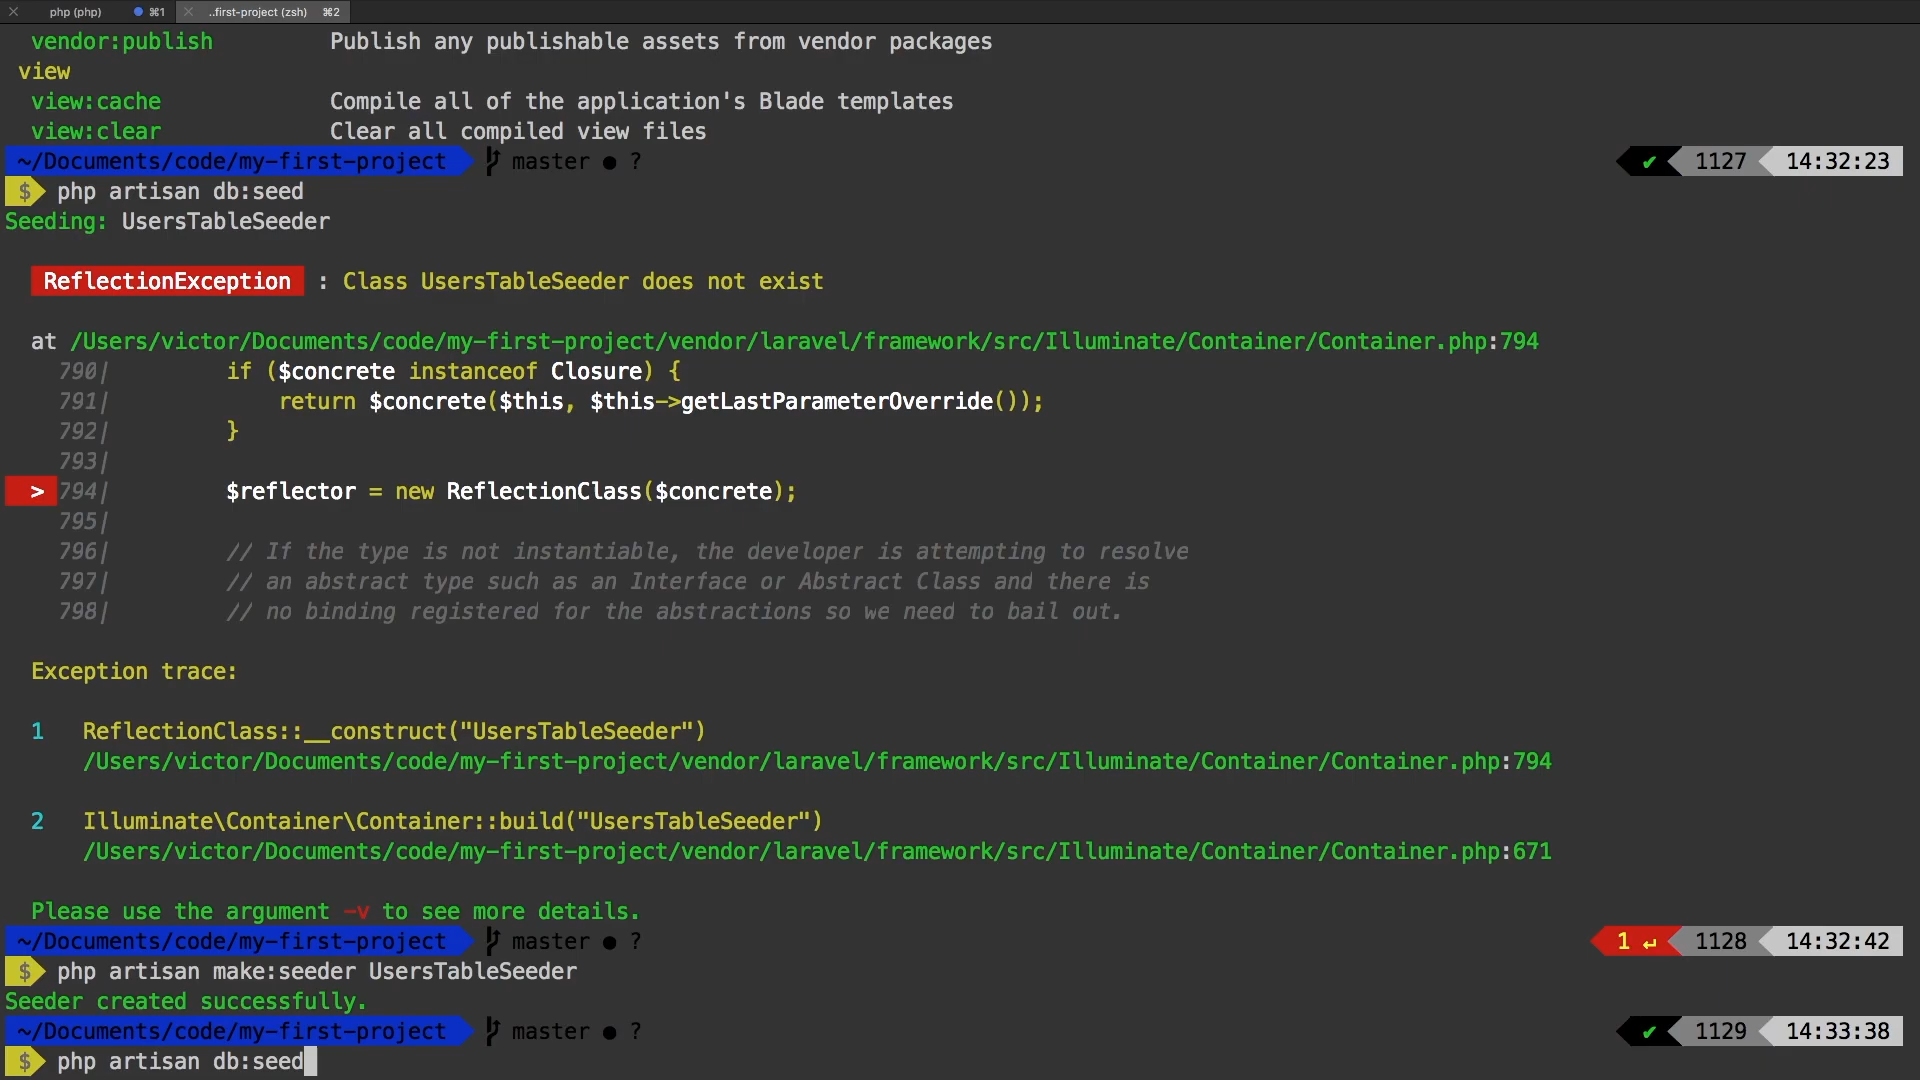 php (php) ⌘1 ..first-project (zsh) ⌘2
vendor:publish Publish any publishable assets from vendor packages
view
view:cache Compile all of the application's Blade templates
view:clear Clear all compiled view files
~/Documents/code/my-first-project master ● ? ✔ 1127 14:32:23
$ php artisan db:seed
Seeding: UsersTableSeeder
ReflectionException : Class UsersTableSeeder does not exist
at /Users/victor/Documents/code/my-first-project/vendor/laravel/framework/src/Illuminate/Container/Container.php:794
790| if ($concrete instanceof Closure) {
791| return $concrete($this, $this->getLastParameterOverride());
792| }
793|
> 794| $reflector = new ReflectionClass($concrete);
795|
796| // If the type is not instantiable, the developer is attempting to resolve
797| // an abstract type such as an Interface or Abstract Class and there is
798| // no binding registered for the abstractions so we need to bail out.
Exception trace:
1 ReflectionClass::__construct("UsersTableSeeder")
/Users/victor/Documents/code/my-first-project/vendor/laravel/framework/src/Illuminate/Container/Container.php:794
2 Illuminate\Container\Container::build("UsersTableSeeder")
/Users/victor/Documents/code/my-first-project/vendor/laravel/framework/src/Illuminate/Container/Container.php:671
Please use the argument -v to see more details.
~/Documents/code/my-first-project master ● ? 1 ↵ 1128 14:32:42
$ php artisan make:seeder UsersTableSeeder
Seeder created successfully.
~/Documents/code/my-first-project master ● ? ✔ 1129 14:33:38
$ php artisan db:seed